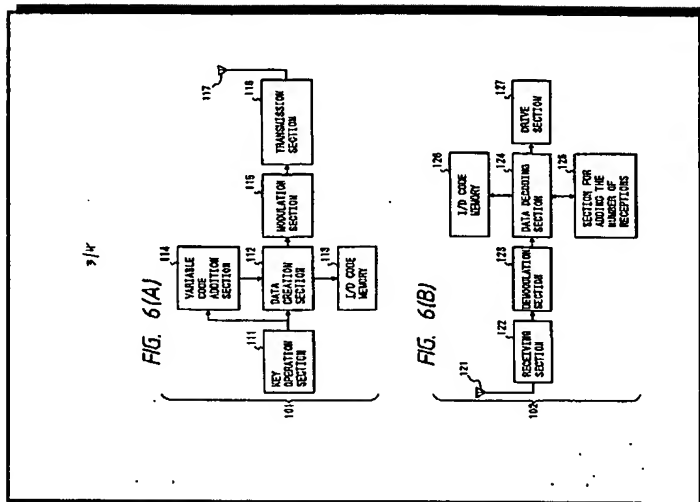 3/4
FIG. 6(A)
101
KEY
OPERATION
SECTION
111
VARIABLE
CODE
ADDITION
SECTION
114
DATA
CREATION
SECTION
112
I/D CODE
MEMORY
113
MODULATION
SECTION
115
TRANSMISSION
SECTION
116
117
FIG. 6(B)
102
121
RECEIVING
SECTION
122
DEMODULATION
SECTION
123
I/D CODE
MEMORY
126
DATA DECODING
SECTION
124
SECTION FOR
ADDING THE
NUMBER OF
RECEPTIONS
125
DRIVE
SECTION
127